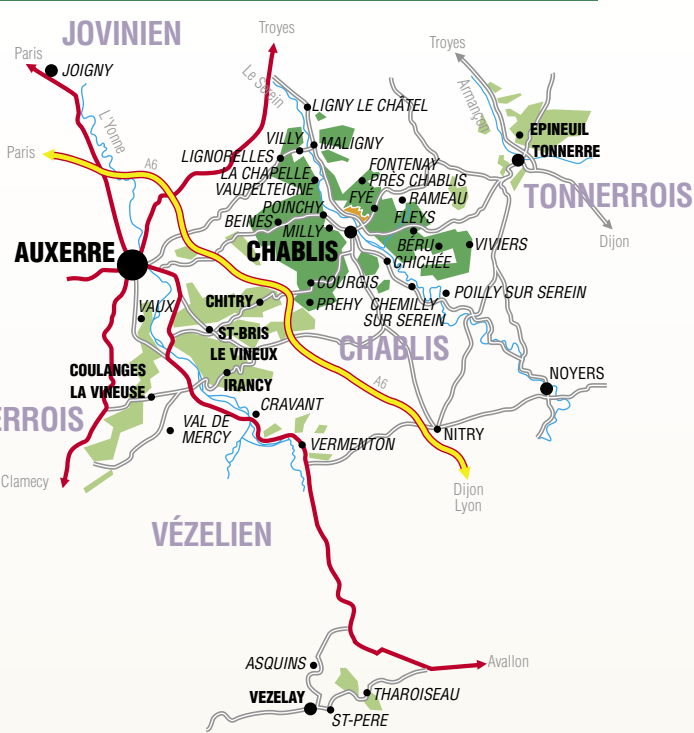 JOVINIEN
Troyes
Troyes
Paris
JOIGNY
Le Serein
Armançon
L'Yonne
LIGNY LE CHÂTEL
VILLY
MALIGNY
EPINEUIL
TONNERRE
Paris
A6
LIGNORELLES
LA CHAPELLE
VAUPELTEIGNE
FONTENAY
PRÈS CHABLIS
FYÉ
RAMEAU
TONNERROIS
POINCHY
BEINES
MILLY
FLEYS
Dijon
AUXERRE
CHABLIS
BÉRU
VIVIERS
CHICHÉE
COURGIS
POILLY SUR SEREIN
VAUX
CHITRY
PREHY
CHEMILLY
SUR SEREIN
ST-BRIS
LE VINEUX
CHABLIS
COULANGES
LA VINEUSE
IRANCY
A6
NOYERS
CRAVANT
ERROIS
VAL DE
MERCY
VERMENTON
NITRY
Clamecy
Dijon
Lyon
VÉZELIEN
ASQUINS
Avallon
VEZELAY
THAROISEAU
ST-PERE